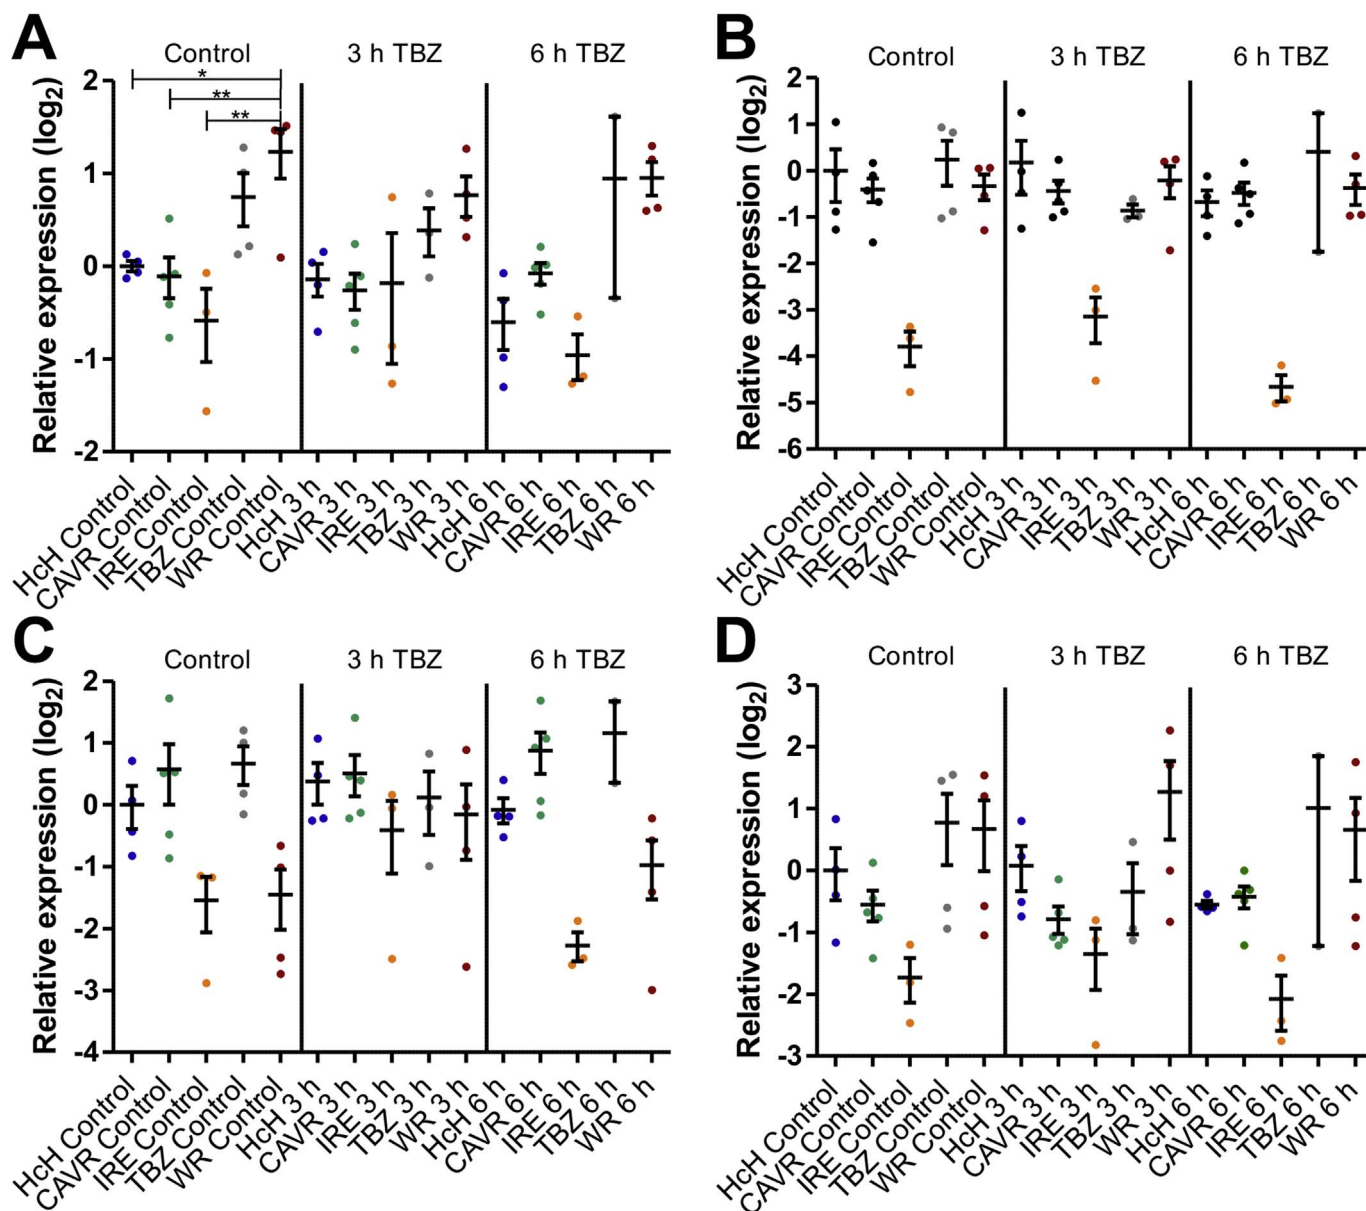 A
Control
3 h TBZ
6 h TBZ
*
**
**
Relative expression (log2)
2
1
0
-1
-2
HcH Control
CAVR Control
IRE Control
TBZ Control
WR Control
HcH 3 h
CAVR 3 h
IRE 3 h
TBZ 3 h
WR 3 h
HcH 6 h
CAVR 6 h
IRE 6 h
TBZ 6 h
WR 6 h
B
Control
3 h TBZ
6 h TBZ
Relative expression (log2)
2
1
0
-1
-2
-3
-4
-5
-6
HcH Control
CAVR Control
IRE Control
TBZ Control
WR Control
HcH 3 h
CAVR 3 h
IRE 3 h
TBZ 3 h
WR 3 h
HcH 6 h
CAVR 6 h
IRE 6 h
TBZ 6 h
WR 6 h
C
Control
3 h TBZ
6 h TBZ
Relative expression (log2)
2
1
0
-1
-2
-3
-4
HcH Control
CAVR Control
IRE Control
TBZ Control
WR Control
HcH 3 h
CAVR 3 h
IRE 3 h
TBZ 3 h
WR 3 h
HcH 6 h
CAVR 6 h
IRE 6 h
TBZ 6 h
WR 6 h
D
Control
3 h TBZ
6 h TBZ
Relative expression (log2)
3
2
1
0
-1
-2
-3
HcH Control
CAVR Control
IRE Control
TBZ Control
WR Control
HcH 3 h
CAVR 3 h
IRE 3 h
TBZ 3 h
WR 3 h
HcH 6 h
CAVR 6 h
IRE 6 h
TBZ 6 h
WR 6 h